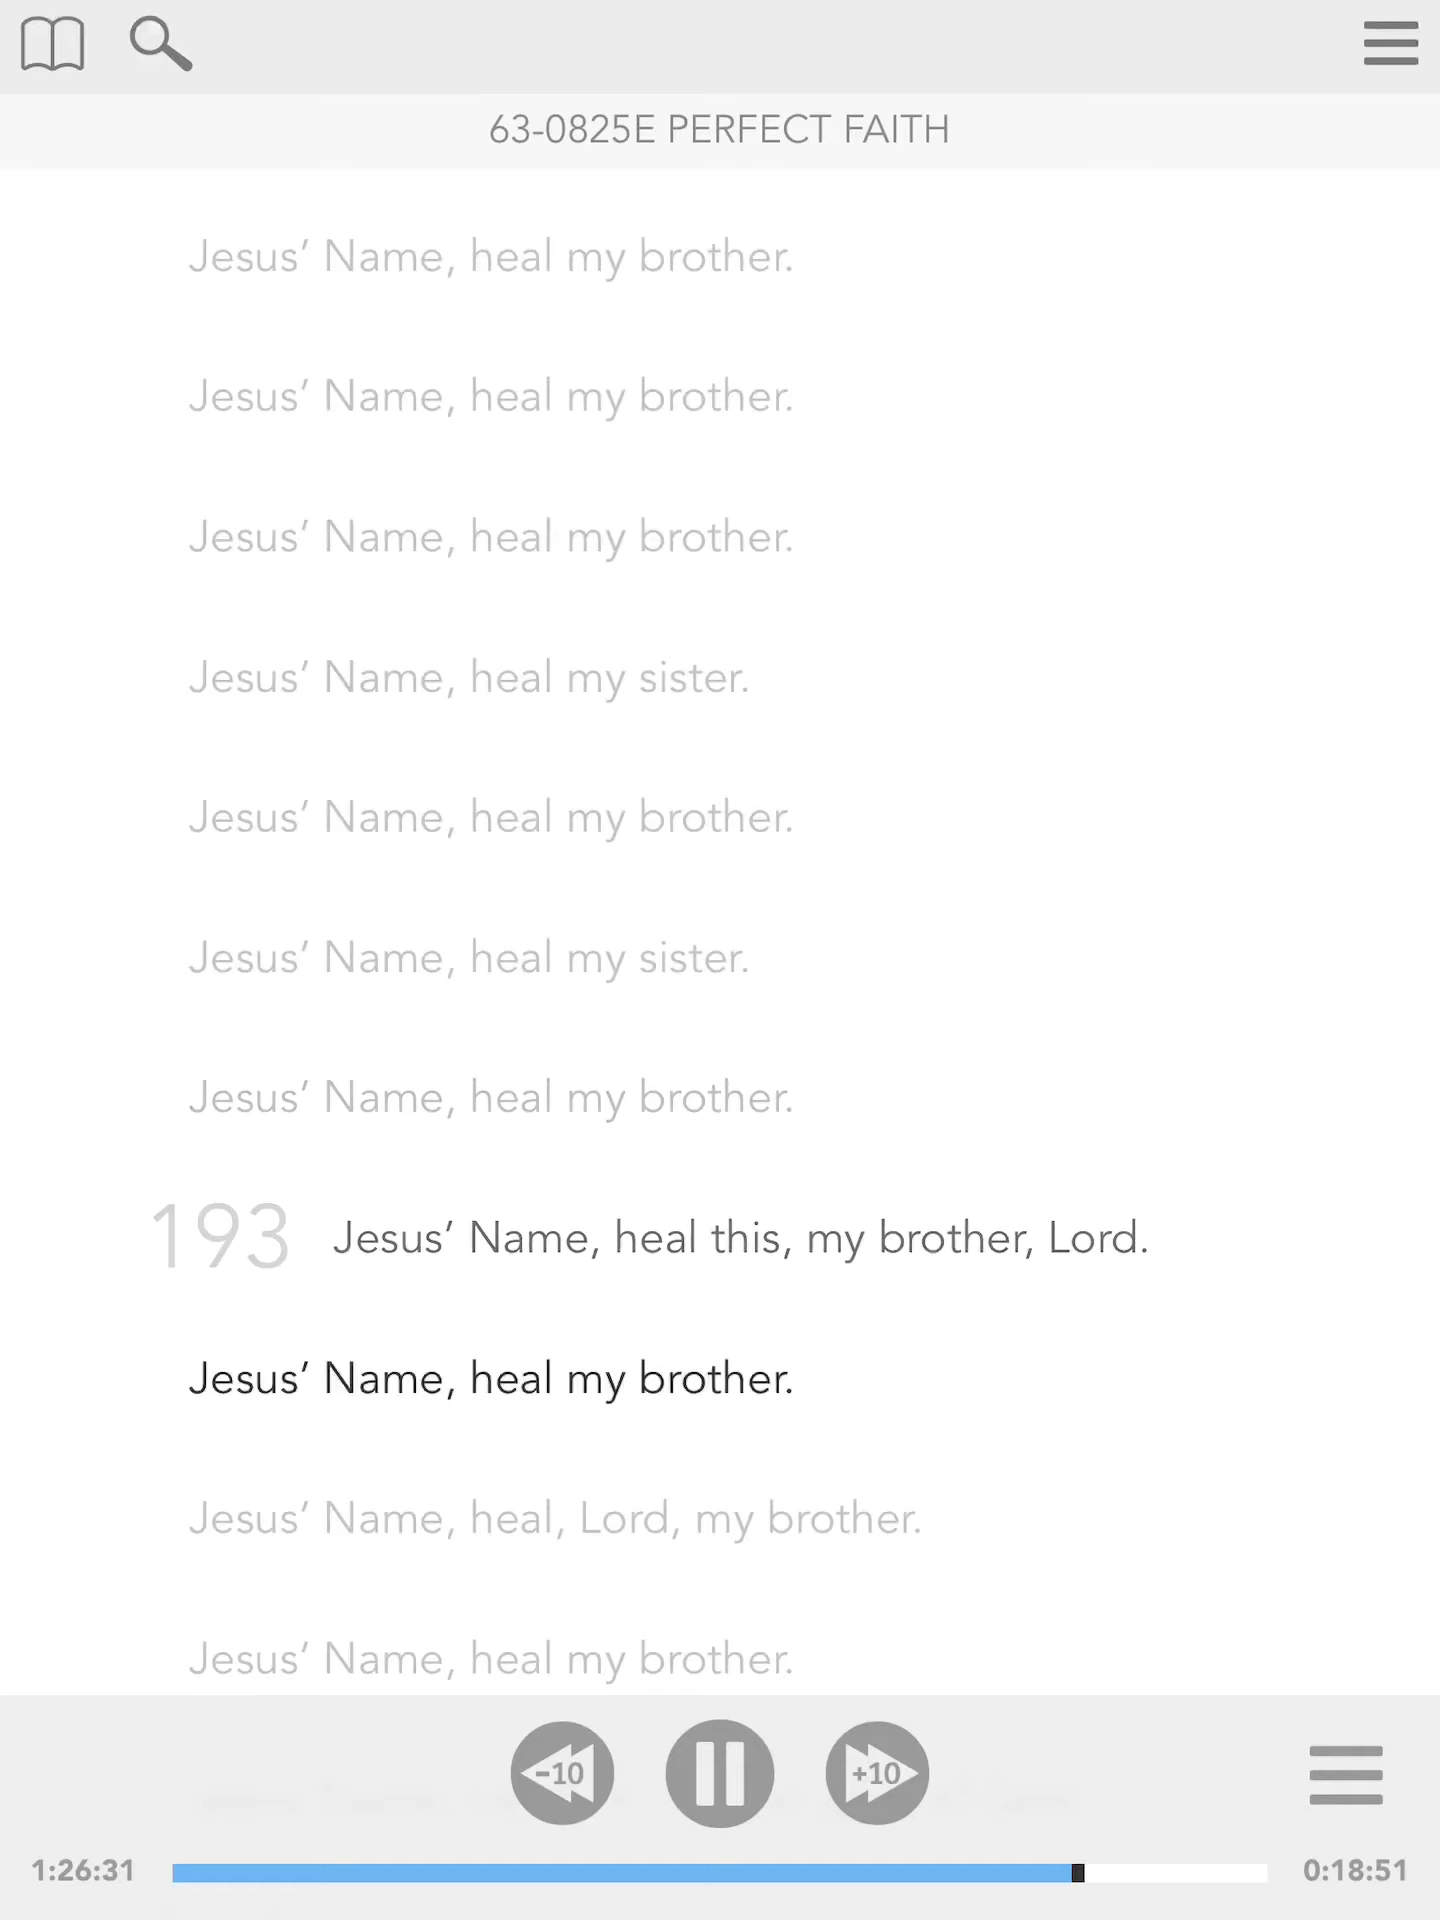 63-0825E PERFECT FAITH
Jesus’ Name, heal my brother.
Jesus’ Name, heal my brother.
Jesus’ Name, heal my brother.
Jesus’ Name, heal my sister.
Jesus’ Name, heal my brother.
Jesus’ Name, heal my sister.
Jesus’ Name, heal my brother.
193 Jesus’ Name, heal this, my brother, Lord.
Jesus’ Name, heal my brother.
Jesus’ Name, heal, Lord, my brother.
Jesus’ Name, heal my brother.
-10 +10
1:26:31 0:18:51